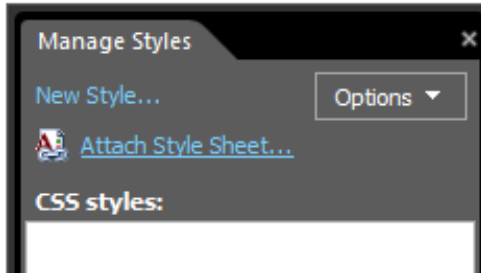 Manage Styles
New Style...
Options
Attach Style Sheet...
CSS styles: